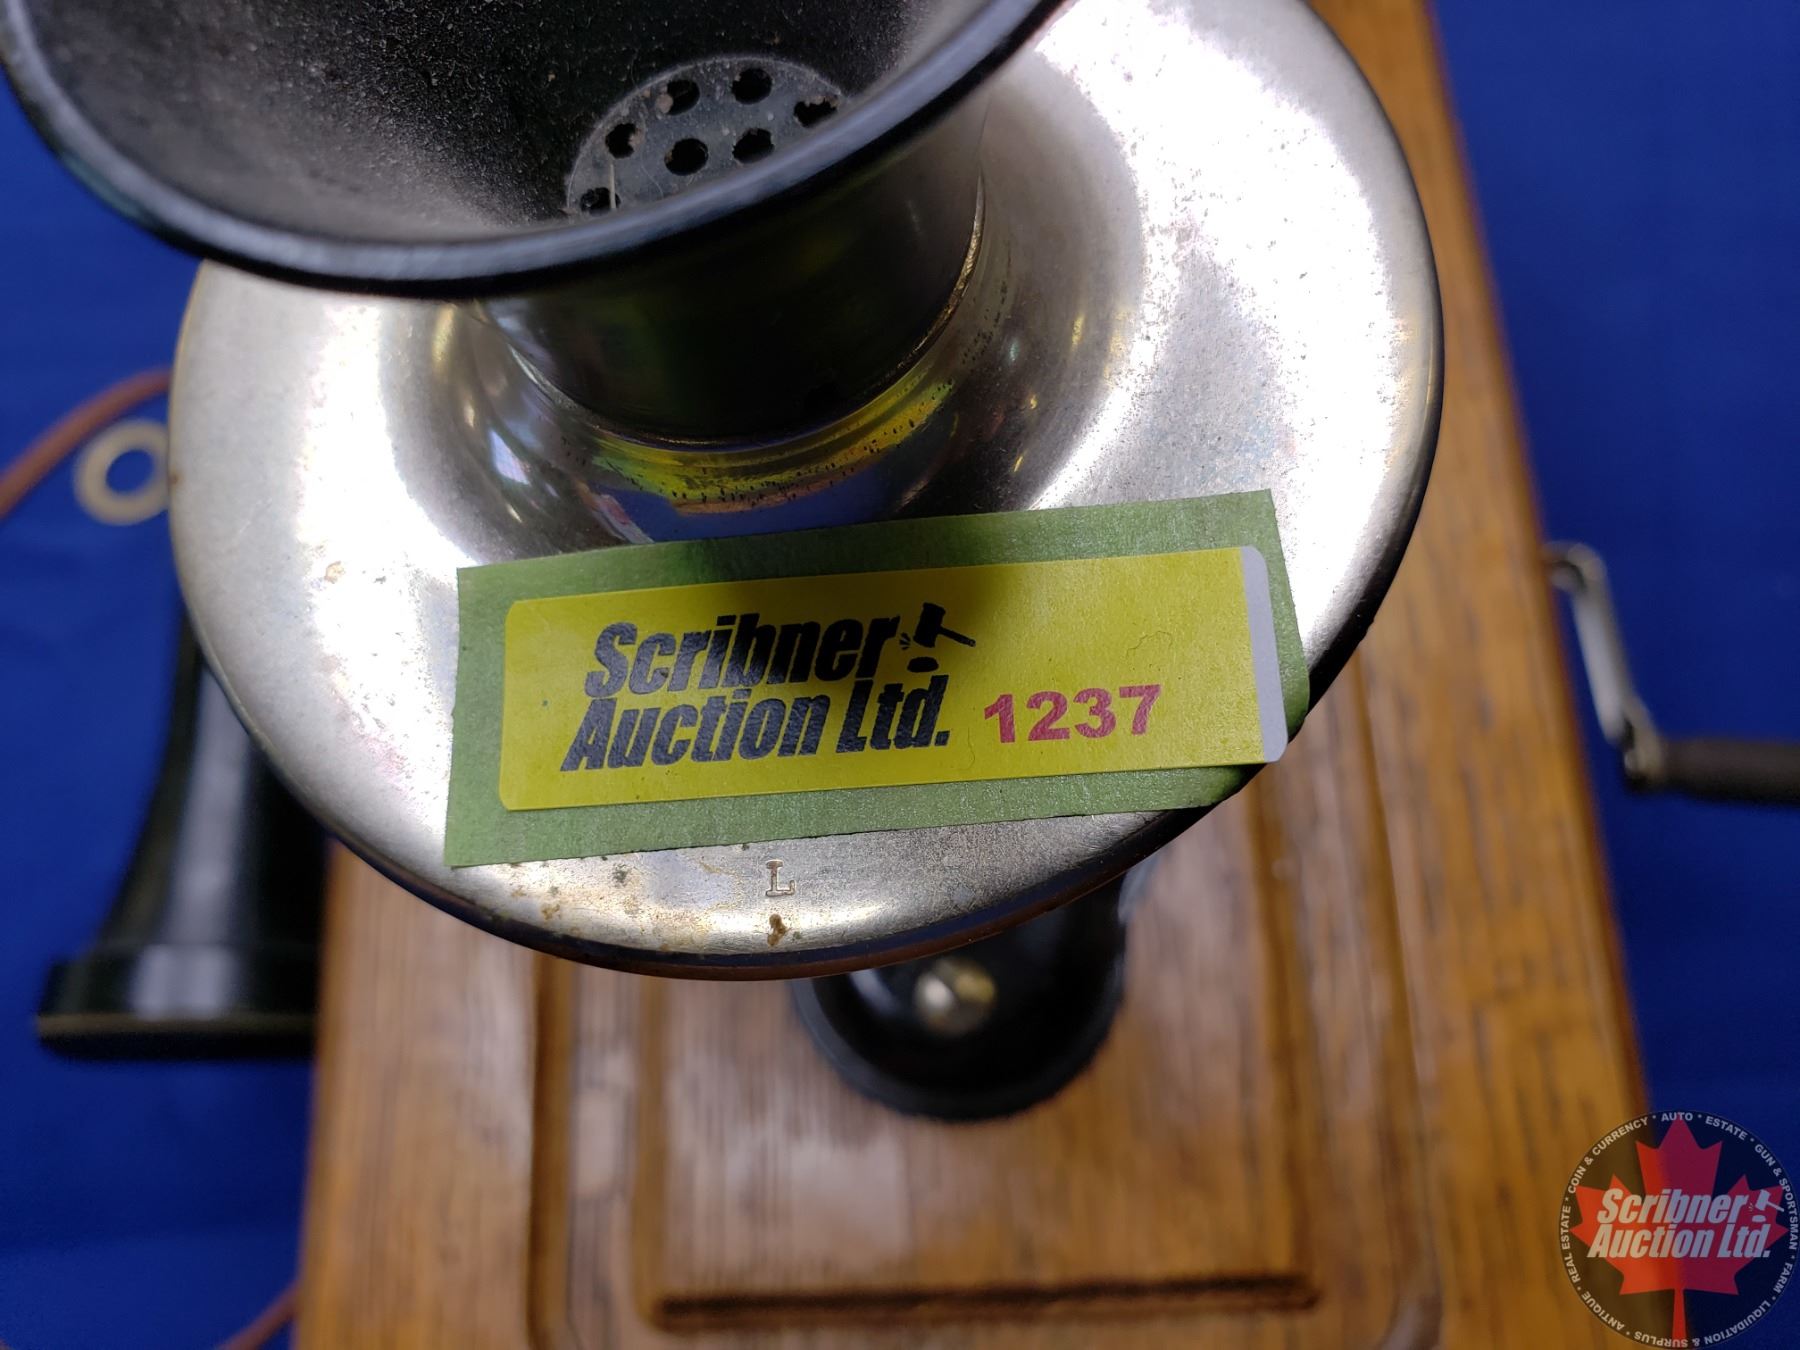 Scribner
Auction Ltd. 1237
L
COIN & CURRENCY • AUTO • ESTATE • GUN & SPORTSMAN • FARM • LIQUIDATION & SURPLUS • ANTIQUE • REAL ESTATE •
Scribner
Auction Ltd.